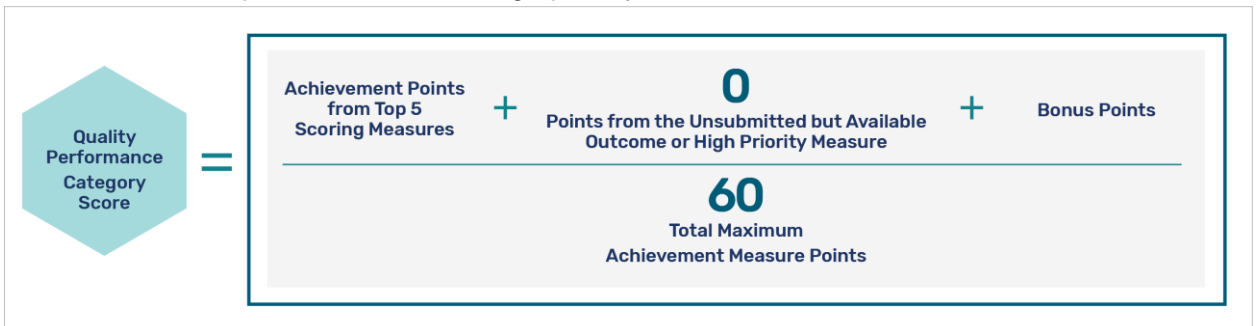 Quality
Performance
Category
Score
=
Achievement Points
from Top 5
Scoring Measures
+
0
Points from the Unsubmitted but Available
Outcome or High Priority Measure
+
Bonus Points
60
Total Maximum
Achievement Measure Points